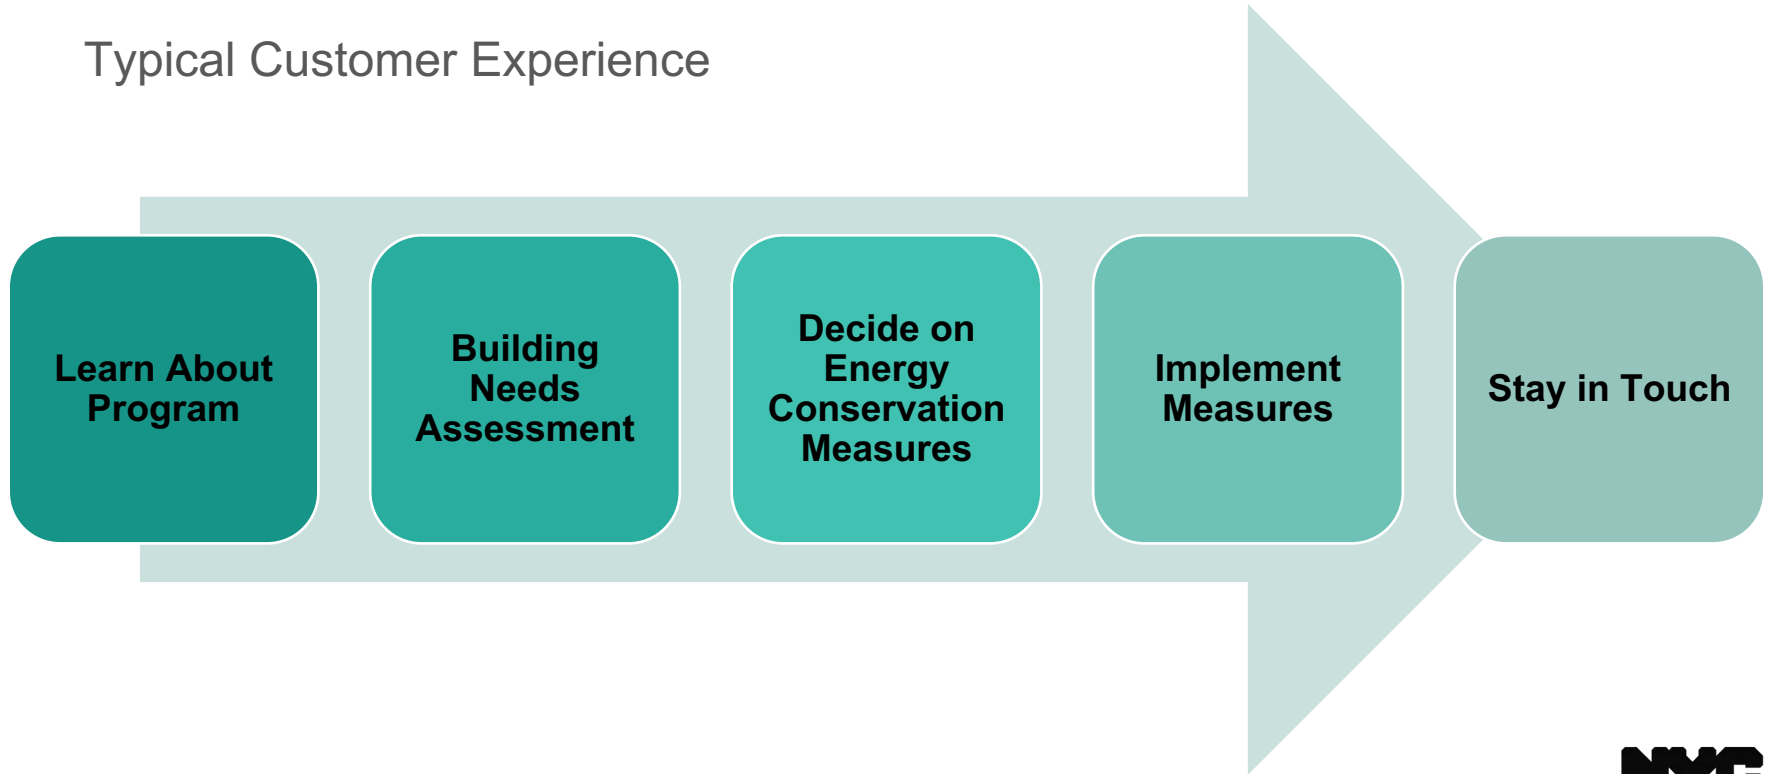 Typical Customer Experience
Learn About
Program
Building
Needs
Assessment
Decide on
Energy
Conservation
Measures
Implement
Measures
Stay in Touch
NYC